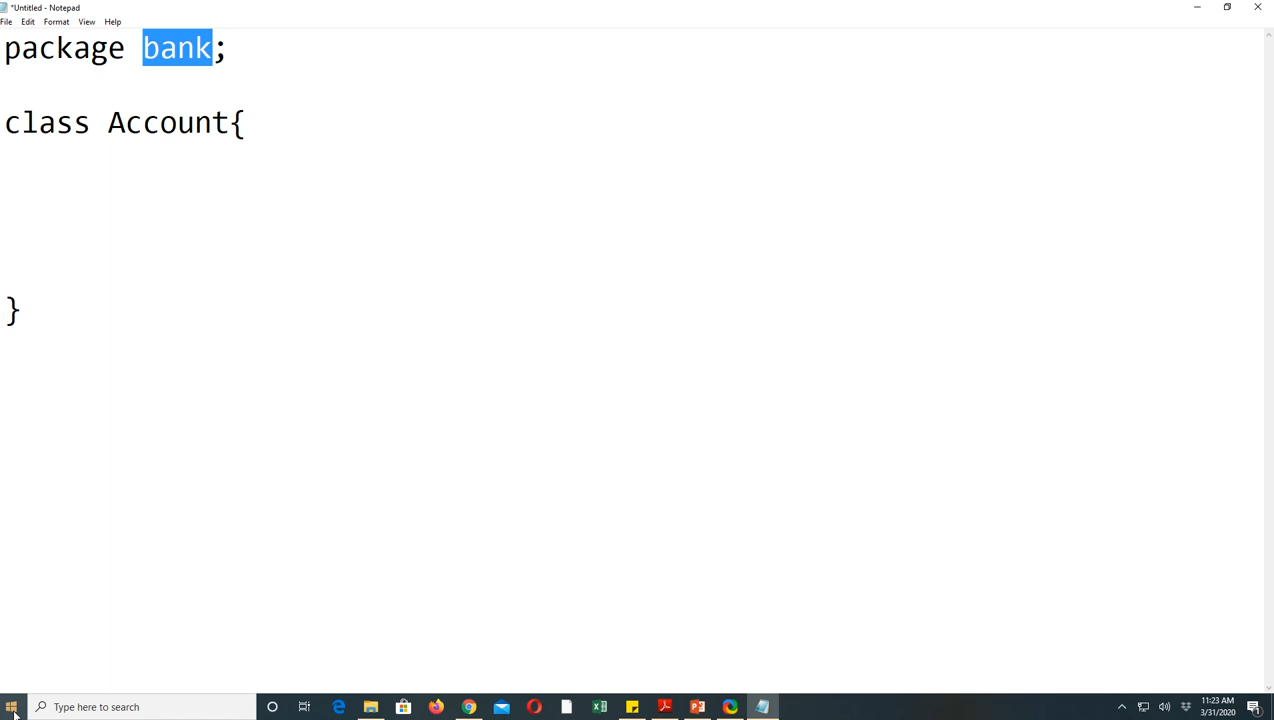 *Untitled - Notepad
File Edit Format View Help
package bank;
class Account{
}
Type here to search
11:23 AM
3/31/2020
1